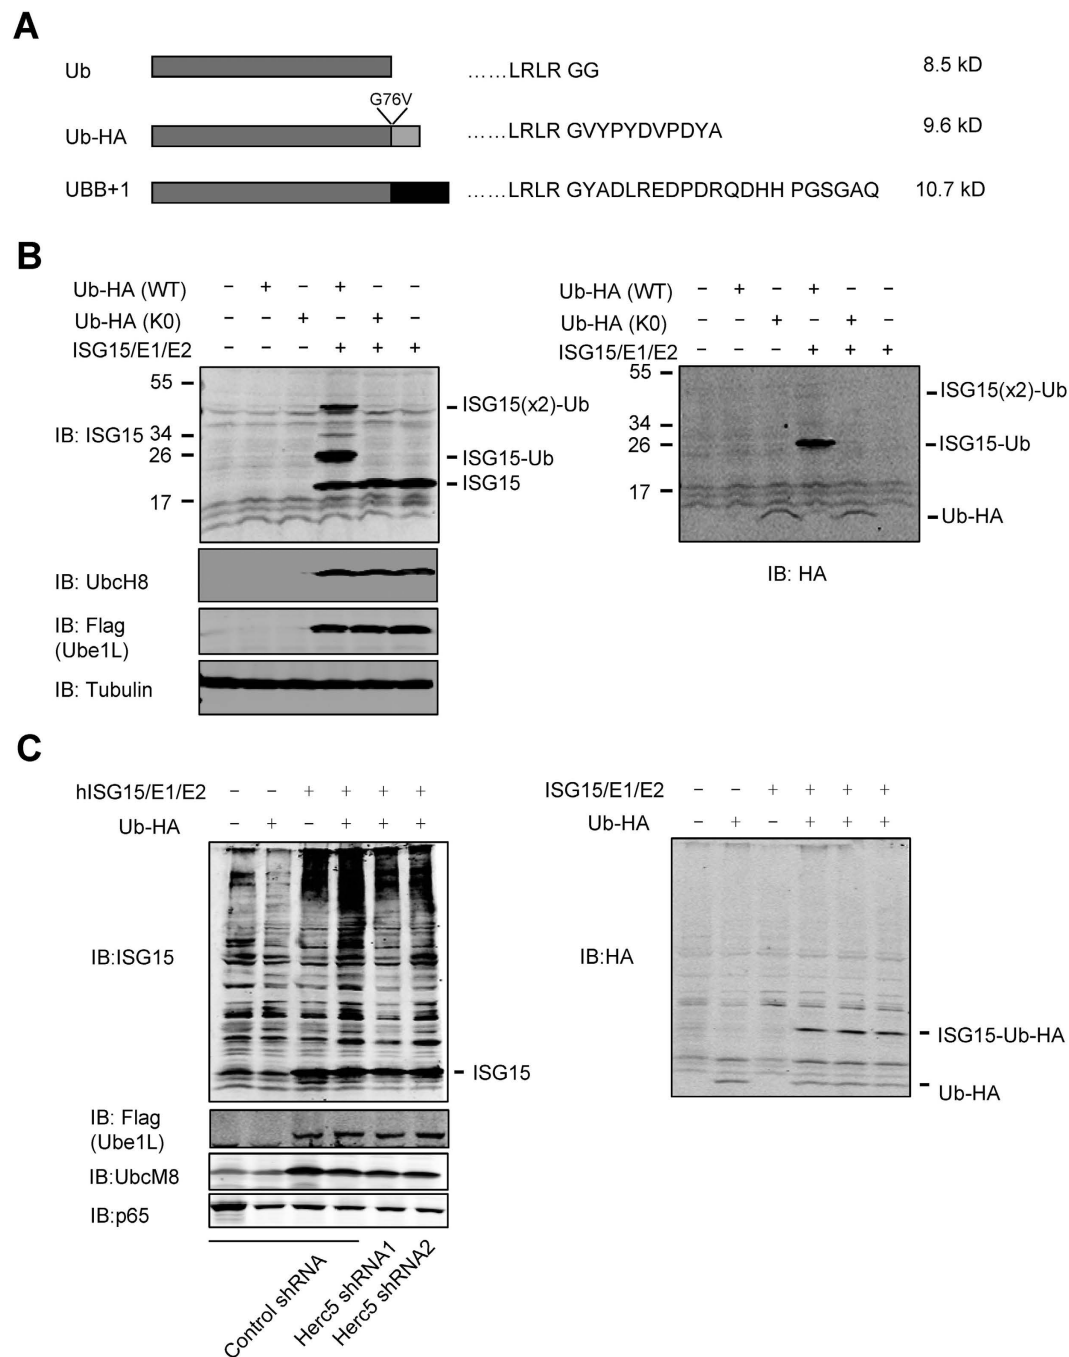 A
Ub ……LRLR GG 8.5 kD
G76V
Ub-HA ……LRLR GVYPYDVPDYA 9.6 kD
UBB+1 ……LRLR GYADLREDPDRQDHH PGSGAQ 10.7 kD
B
Ub-HA (WT) − + − + − −
Ub-HA (K0) − − + − + −
ISG15/E1/E2 − − − + + +
55
34
26
17
IB: ISG15
ISG15(x2)-Ub
ISG15-Ub
ISG15
IB: UbcH8
IB: Flag
(Ube1L)
IB: Tubulin
Ub-HA (WT) − + − + − −
Ub-HA (K0) − − + − + −
ISG15/E1/E2 − − − + + +
55
34
26
17
ISG15(x2)-Ub
ISG15-Ub
Ub-HA
IB: HA
C
hISG15/E1/E2 − − + + + +
Ub-HA − + − + + +
IB:ISG15
ISG15
IB: Flag
(Ube1L)
IB:UbcM8
IB:p65
Control shRNA
Herc5 shRNA1
Herc5 shRNA2
ISG15/E1/E2 − − + + + +
Ub-HA − + − + + +
IB:HA
ISG15-Ub-HA
Ub-HA